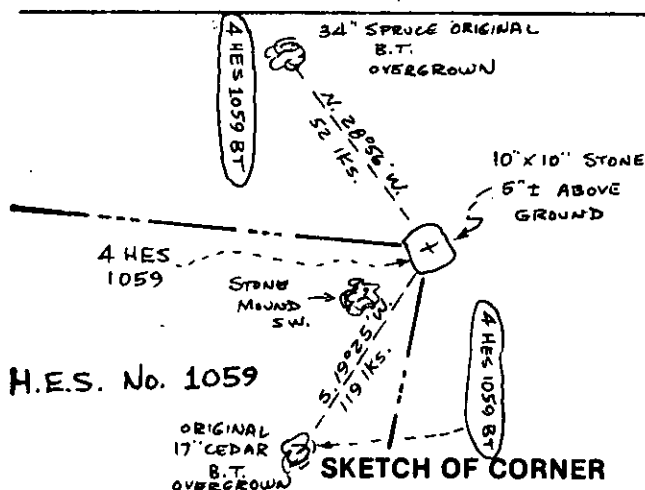 34" SPRUCE ORIGINAL
B.T.
OVERGROWN
4 HES 1059 BT
N. 28°56' W.
52 lKS.
10" x 10" STONE
5"± ABOVE
GROUND
4 HES
1059
STONE
MOUND
SW.
S. 19°25' W.
119 lKS.
4 HES 1059 BT
H.E.S. No. 1059
ORIGINAL
17" CEDAR
B.T.
OVERGROWN
SKETCH OF CORNER